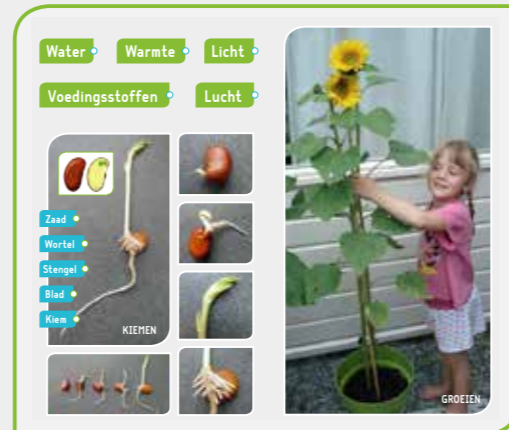 Water Warmte Licht
Voedingsstoffen Lucht
Zaad
Wortel
Stengel
Blad
Kiem
KIEMEN
GROEIEN